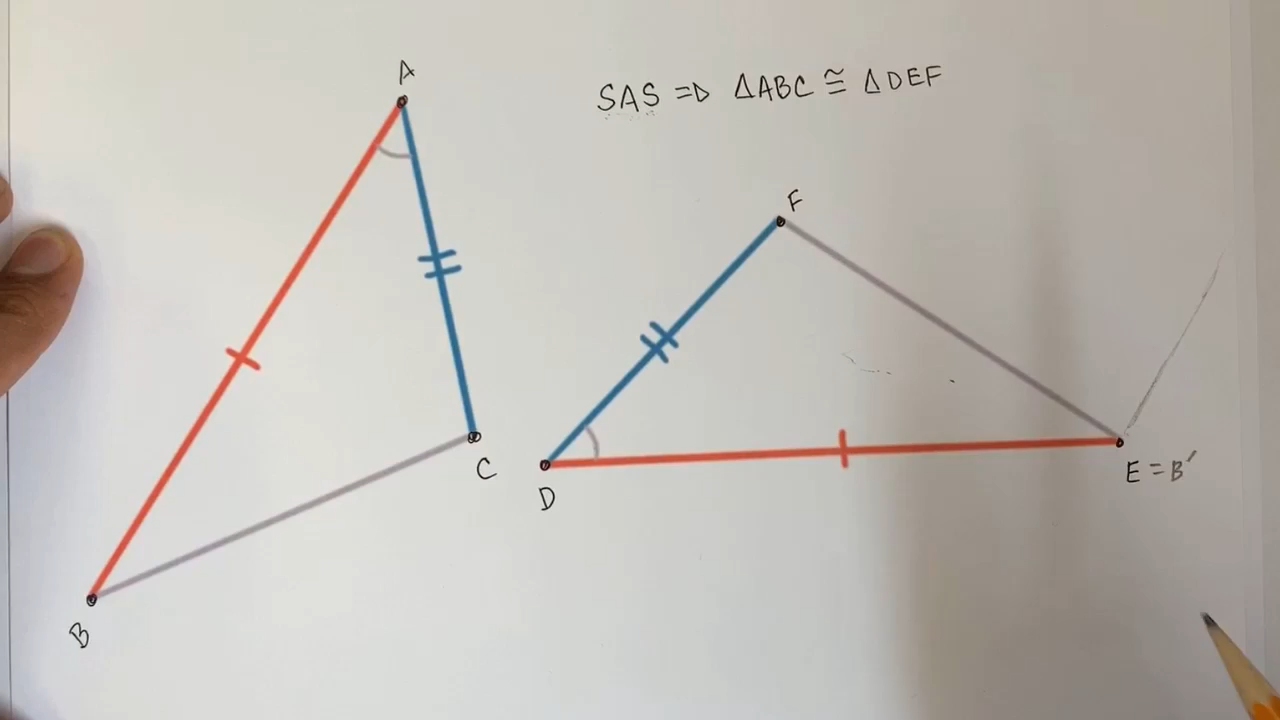 A
SAS ⇒ ΔABC ≅ ΔDEF
F
C
D
E = B′
B